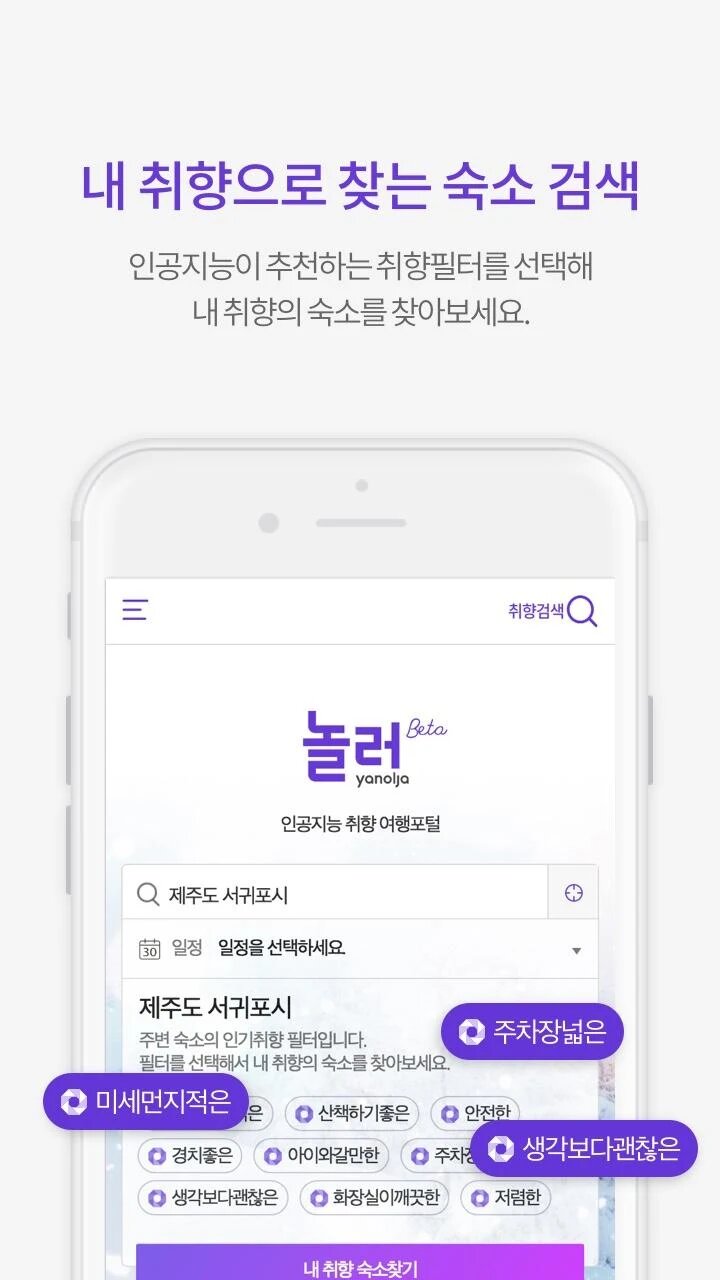 내 취향으로 찾는 숙소 검색
인공지능이 추천하는 취향필터를 선택해
내 취향의 숙소를 찾아보세요.
취향검색
놀러 Beta
yanolja
인공지능 취향 여행포털
제주도 서귀포시
30 일정 일정을 선택하세요.
제주도 서귀포시
주변 숙소의 인기취향 필터입니다.
필터를 선택해서 내 취향의 숙소를 찾아보세요.
주차장넓은
미세먼지적은
은 산책하기좋은 안전한
경치좋은 아이와갈만한 주차장
생각보다괜찮은
생각보다괜찮은 화장실이깨끗한 저렴한
내 취향 숙소찾기